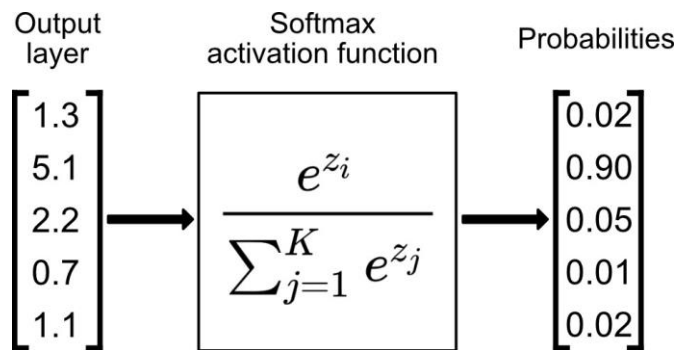 Output
layer
Softmax
activation function
Probabilities
1.3
5.1
2.2
0.7
1.1
e^{z_i}
∑_{j=1}^{K} e^{z_j}
0.02
0.90
0.05
0.01
0.02